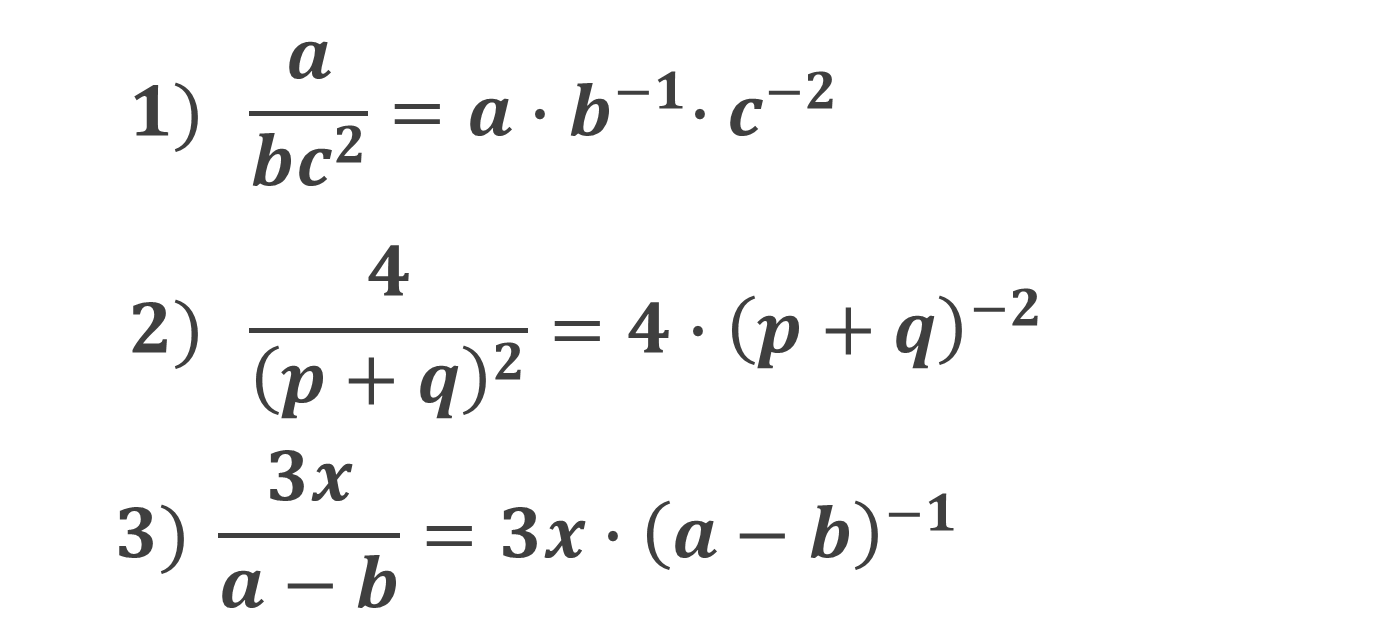 1) a/(bc²) = a · b⁻¹ · c⁻²
2) 4/(p + q)² = 4 · (p + q)⁻²
3) 3x/(a − b) = 3x · (a − b)⁻¹